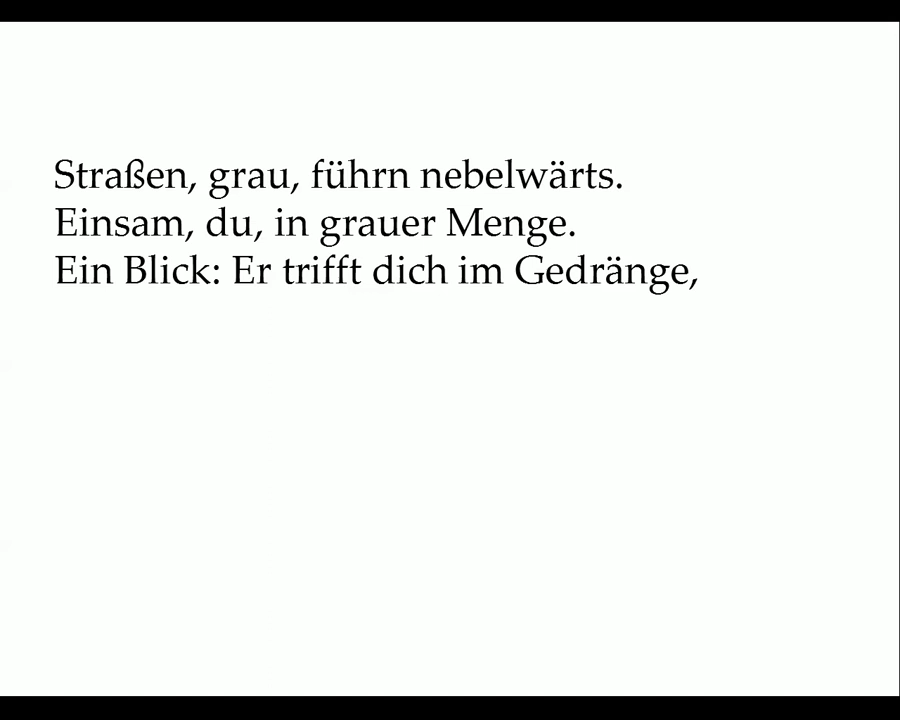 Straßen, grau, führn nebelwärts.
Einsam, du, in grauer Menge.
Ein Blick: Er trifft dich im Gedränge,